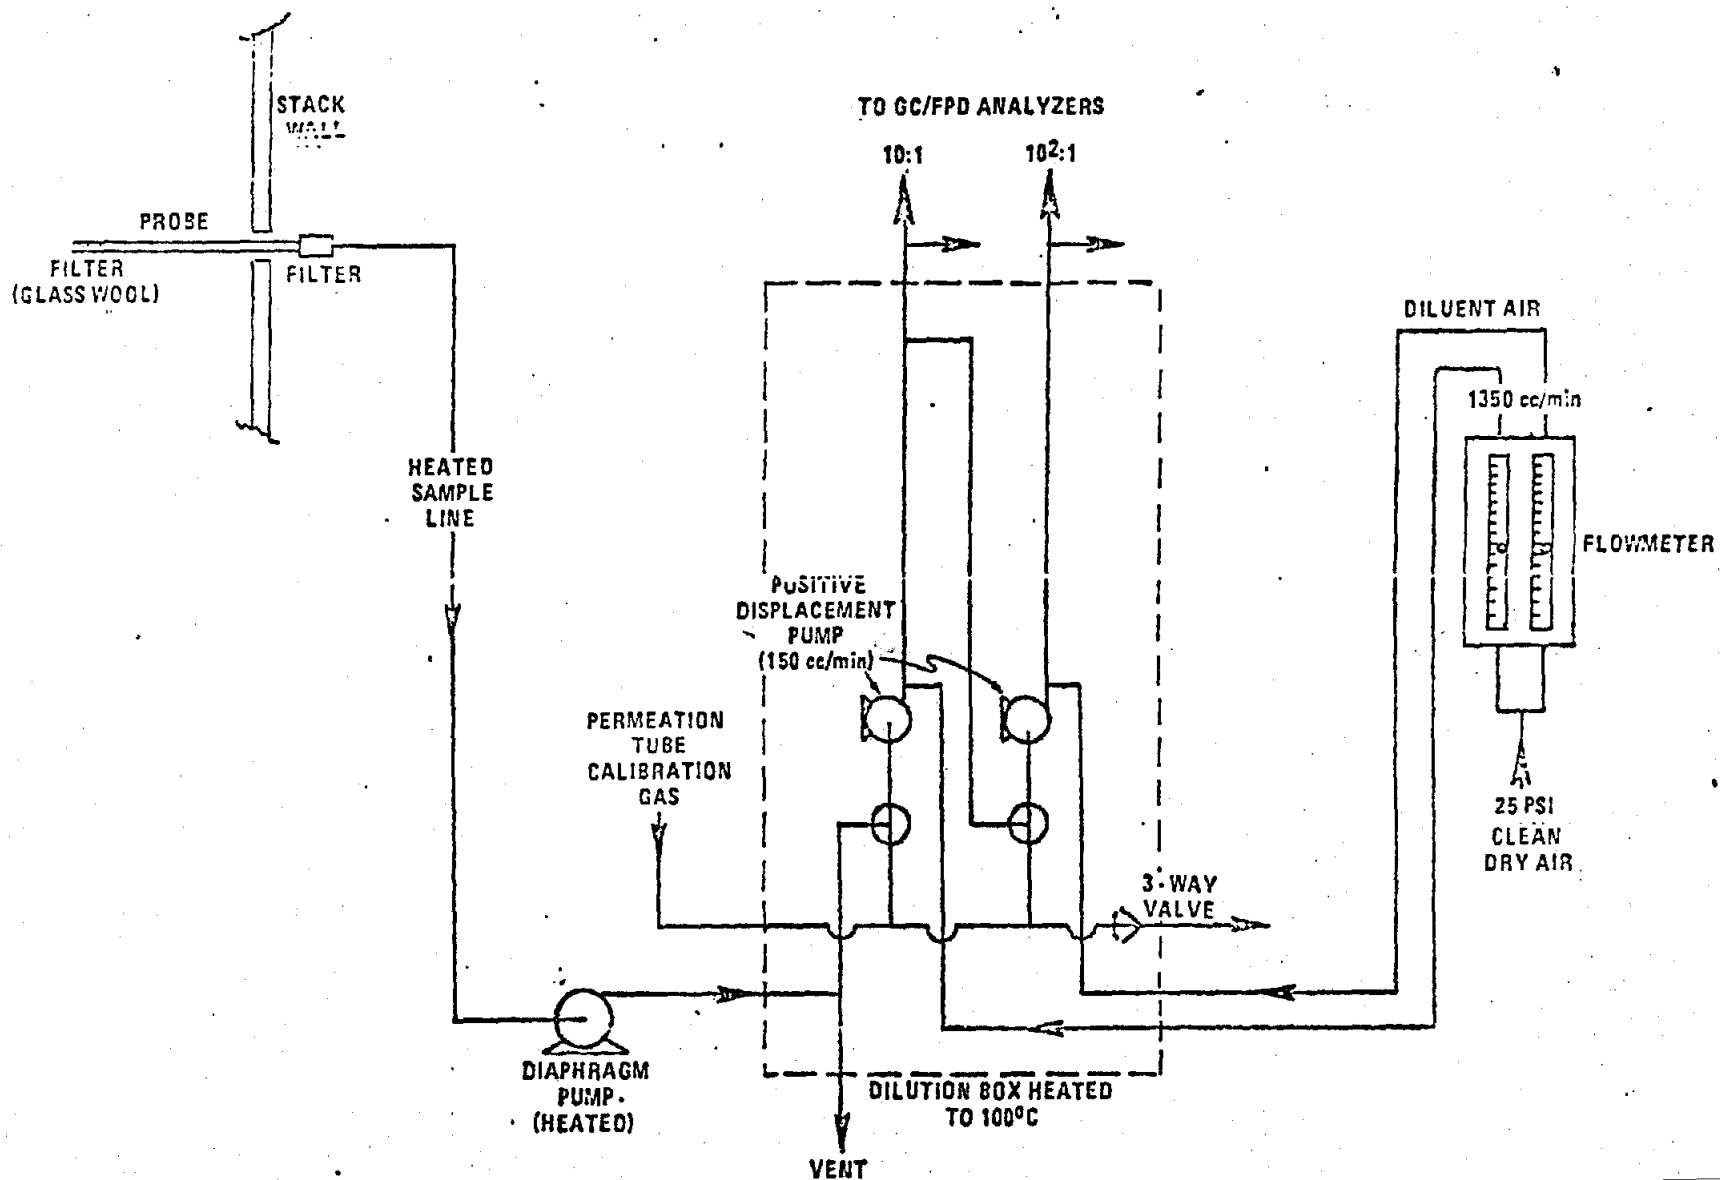 STACK
WALL
PROBE
FILTER
(GLASS WOOL)
FILTER
HEATED
SAMPLE
LINE
TO GC/FPD ANALYZERS
10:1
10²:1
DILUENT AIR
1350 cc/min
FLOWMETER
25 PSI
CLEAN
DRY AIR
POSITIVE
DISPLACEMENT
PUMP
(150 cc/min)
PERMEATION
TUBE
CALIBRATION
GAS
3-WAY
VALVE
DIAPHRAGM
PUMP
(HEATED)
DILUTION BOX HEATED
TO 100ºC
VENT